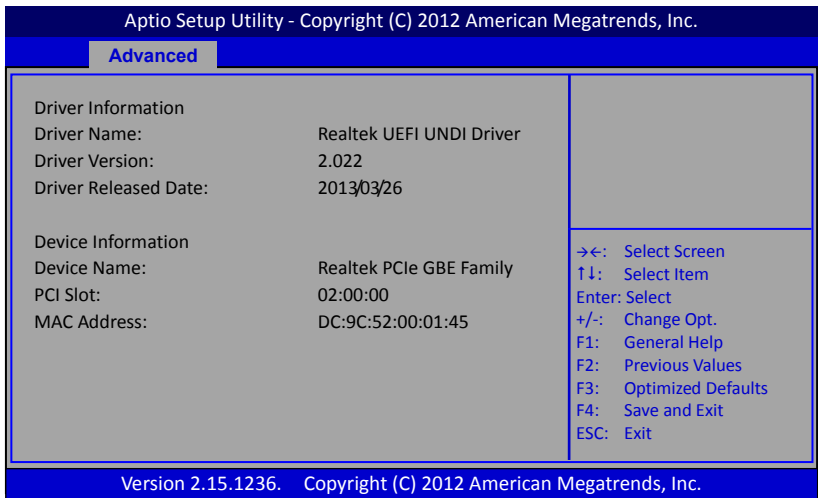 Aptio Setup Utility - Copyright (C) 2012 American Megatrends, Inc.
Advanced
Driver Information
Driver Name: Realtek UEFI UNDI Driver
Driver Version: 2.022
Driver Released Date: 2013/03/26
Device Information
Device Name: Realtek PCIe GBE Family
PCI Slot: 02:00:00
MAC Address: DC:9C:52:00:01:45
→←: Select Screen
↑↓: Select Item
Enter: Select
+/-: Change Opt.
F1: General Help
F2: Previous Values
F3: Optimized Defaults
F4: Save and Exit
ESC: Exit
Version 2.15.1236. Copyright (C) 2012 American Megatrends, Inc.